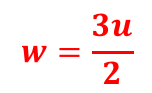 w = 3u/2